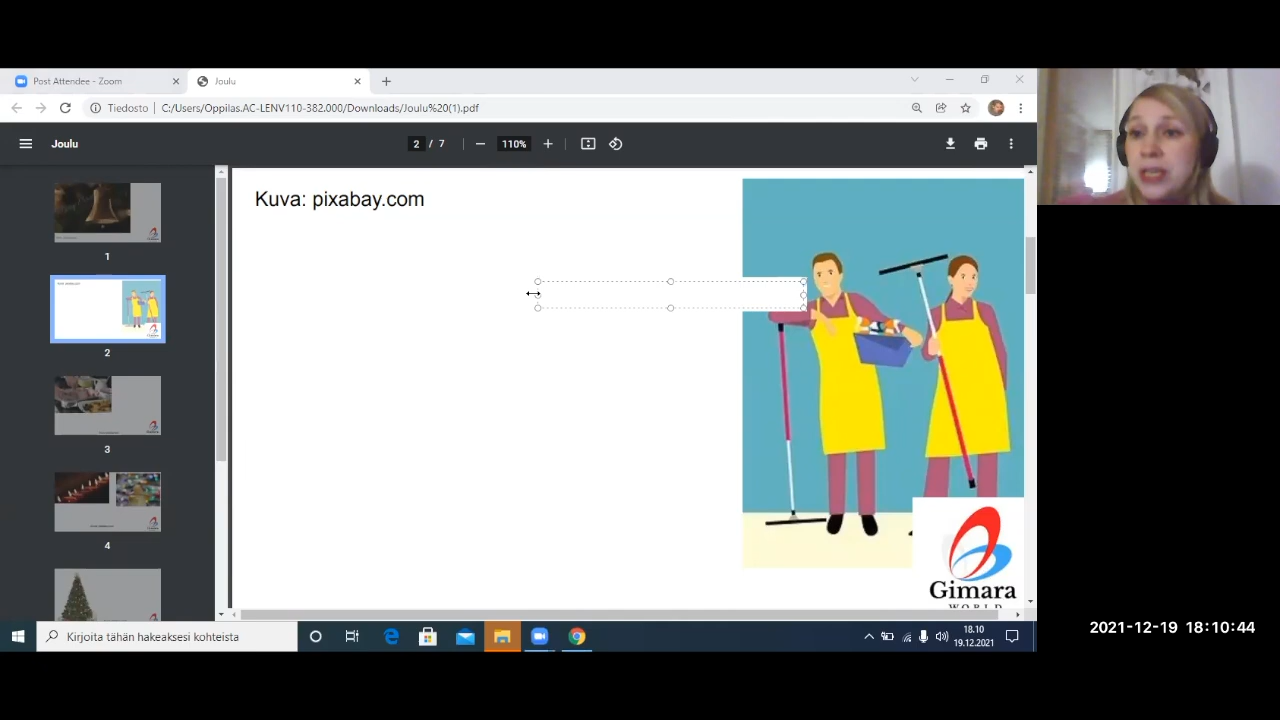 Post Attendee - Zoom
Joulu
Tiedosto
C:/Users/Oppilas.AC-LENV110-382.000/Downloads/Joulu%20(1).pdf
Joulu
2 / 7
110%
1
2
3
4
Kuva: pixabay.com
Gimara
WORLD
Kirjoita tähän hakeaksesi kohteista
18.10
19.12.2021
2021-12-19 18:10:44